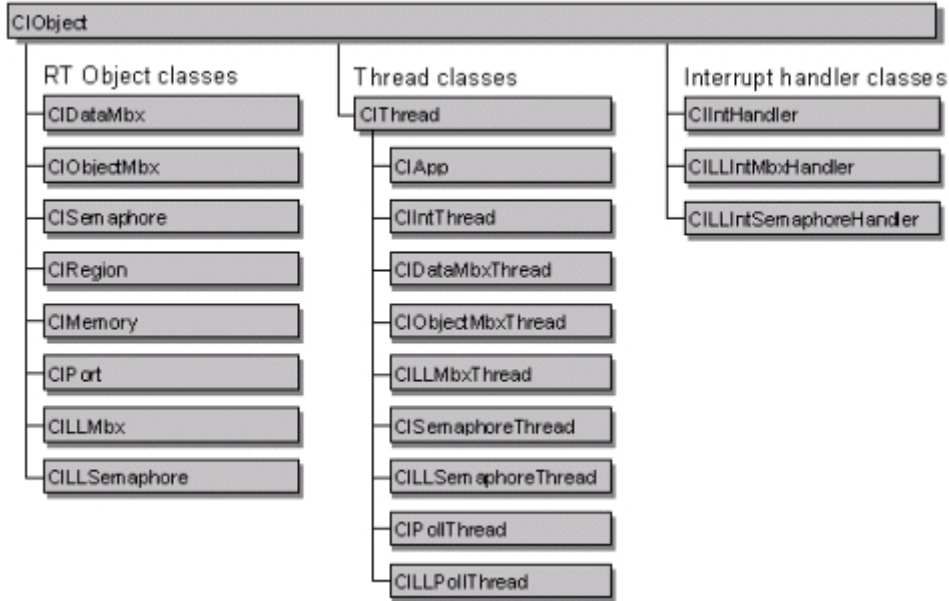 CIObject
RT Object classes
CIDataMbx
CIObjectMbx
CISemaphore
CIRegion
CIMemory
CIPort
CILLMbx
CILLSemaphore
Thread classes
CIThread
CIApp
CIIntThread
CIDataMbxThread
CIObjectMbxThread
CILLMbxThread
CISemaphoreThread
CILLSemaphoreThread
CIPollThread
CILLPollThread
Interrupt handler classes
CIIntHandler
CILLIntMbxHandler
CILLIntSemaphoreHandler